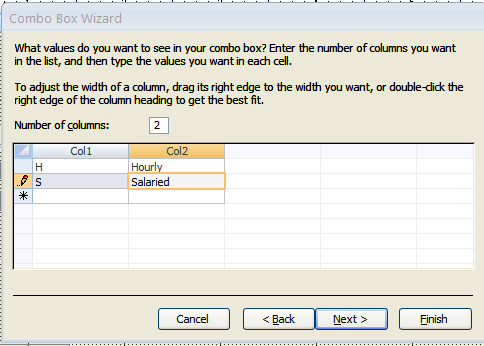 Combo Box Wizard
What values do you want to see in your combo box? Enter the number of columns you want
in the list, and then type the values you want in each cell.
To adjust the width of a column, drag its right edge to the width you want, or double-click the
right edge of the column heading to get the best fit.
Number of columns: 2
Col1 Col2
H Hourly
S Salaried
Cancel < Back Next > Finish